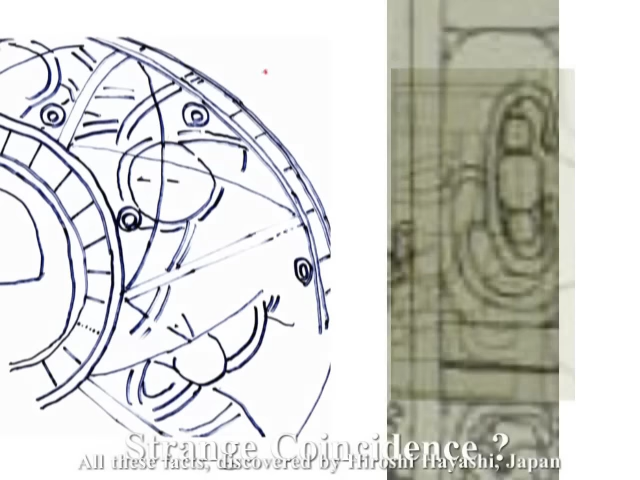 Strange Coincidence ?
All these facts, discovered by Hiroshi Hayashi, Japan